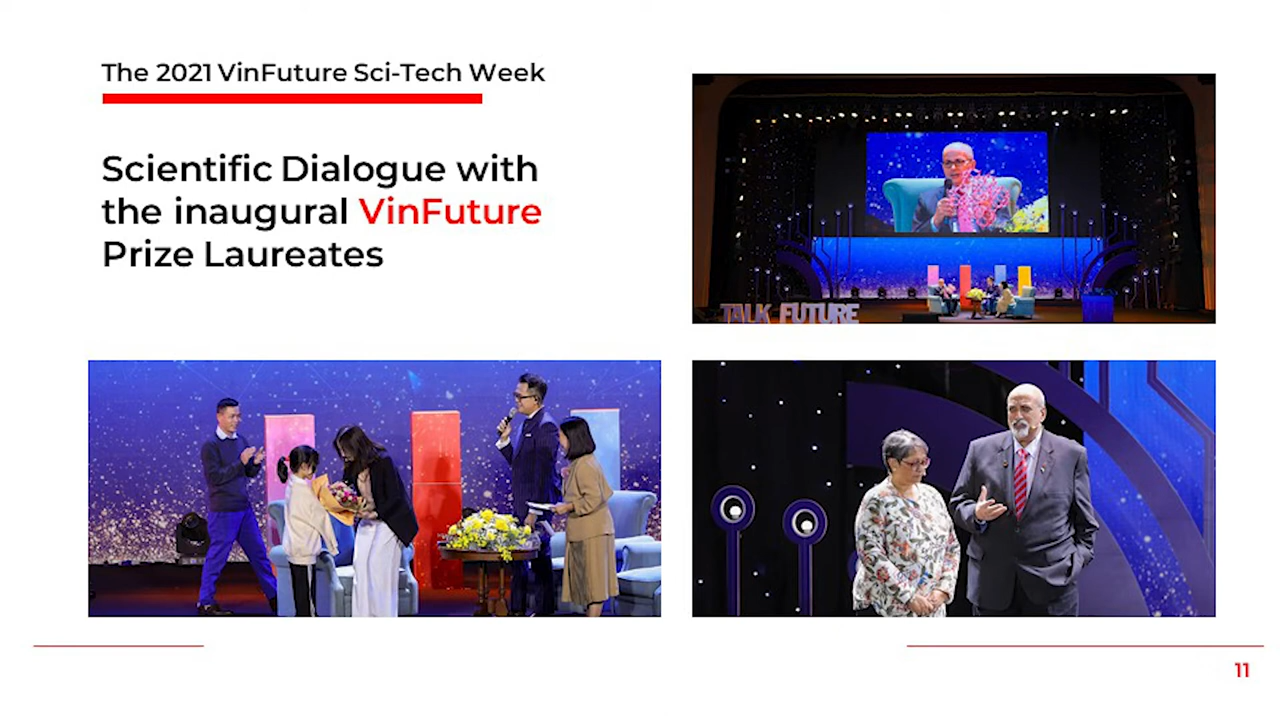 The 2021 VinFuture Sci-Tech Week
Scientific Dialogue with
the inaugural VinFuture
Prize Laureates
TALK FUTURE
11